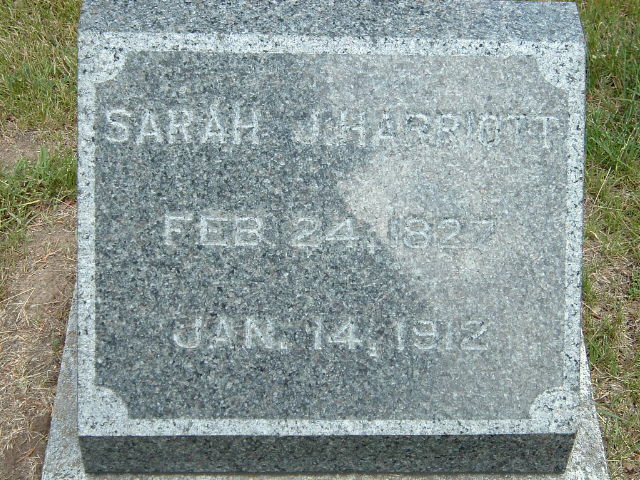 SARAH J. HARRIOTT
FEB 24, 1827
JAN. 14, 1912